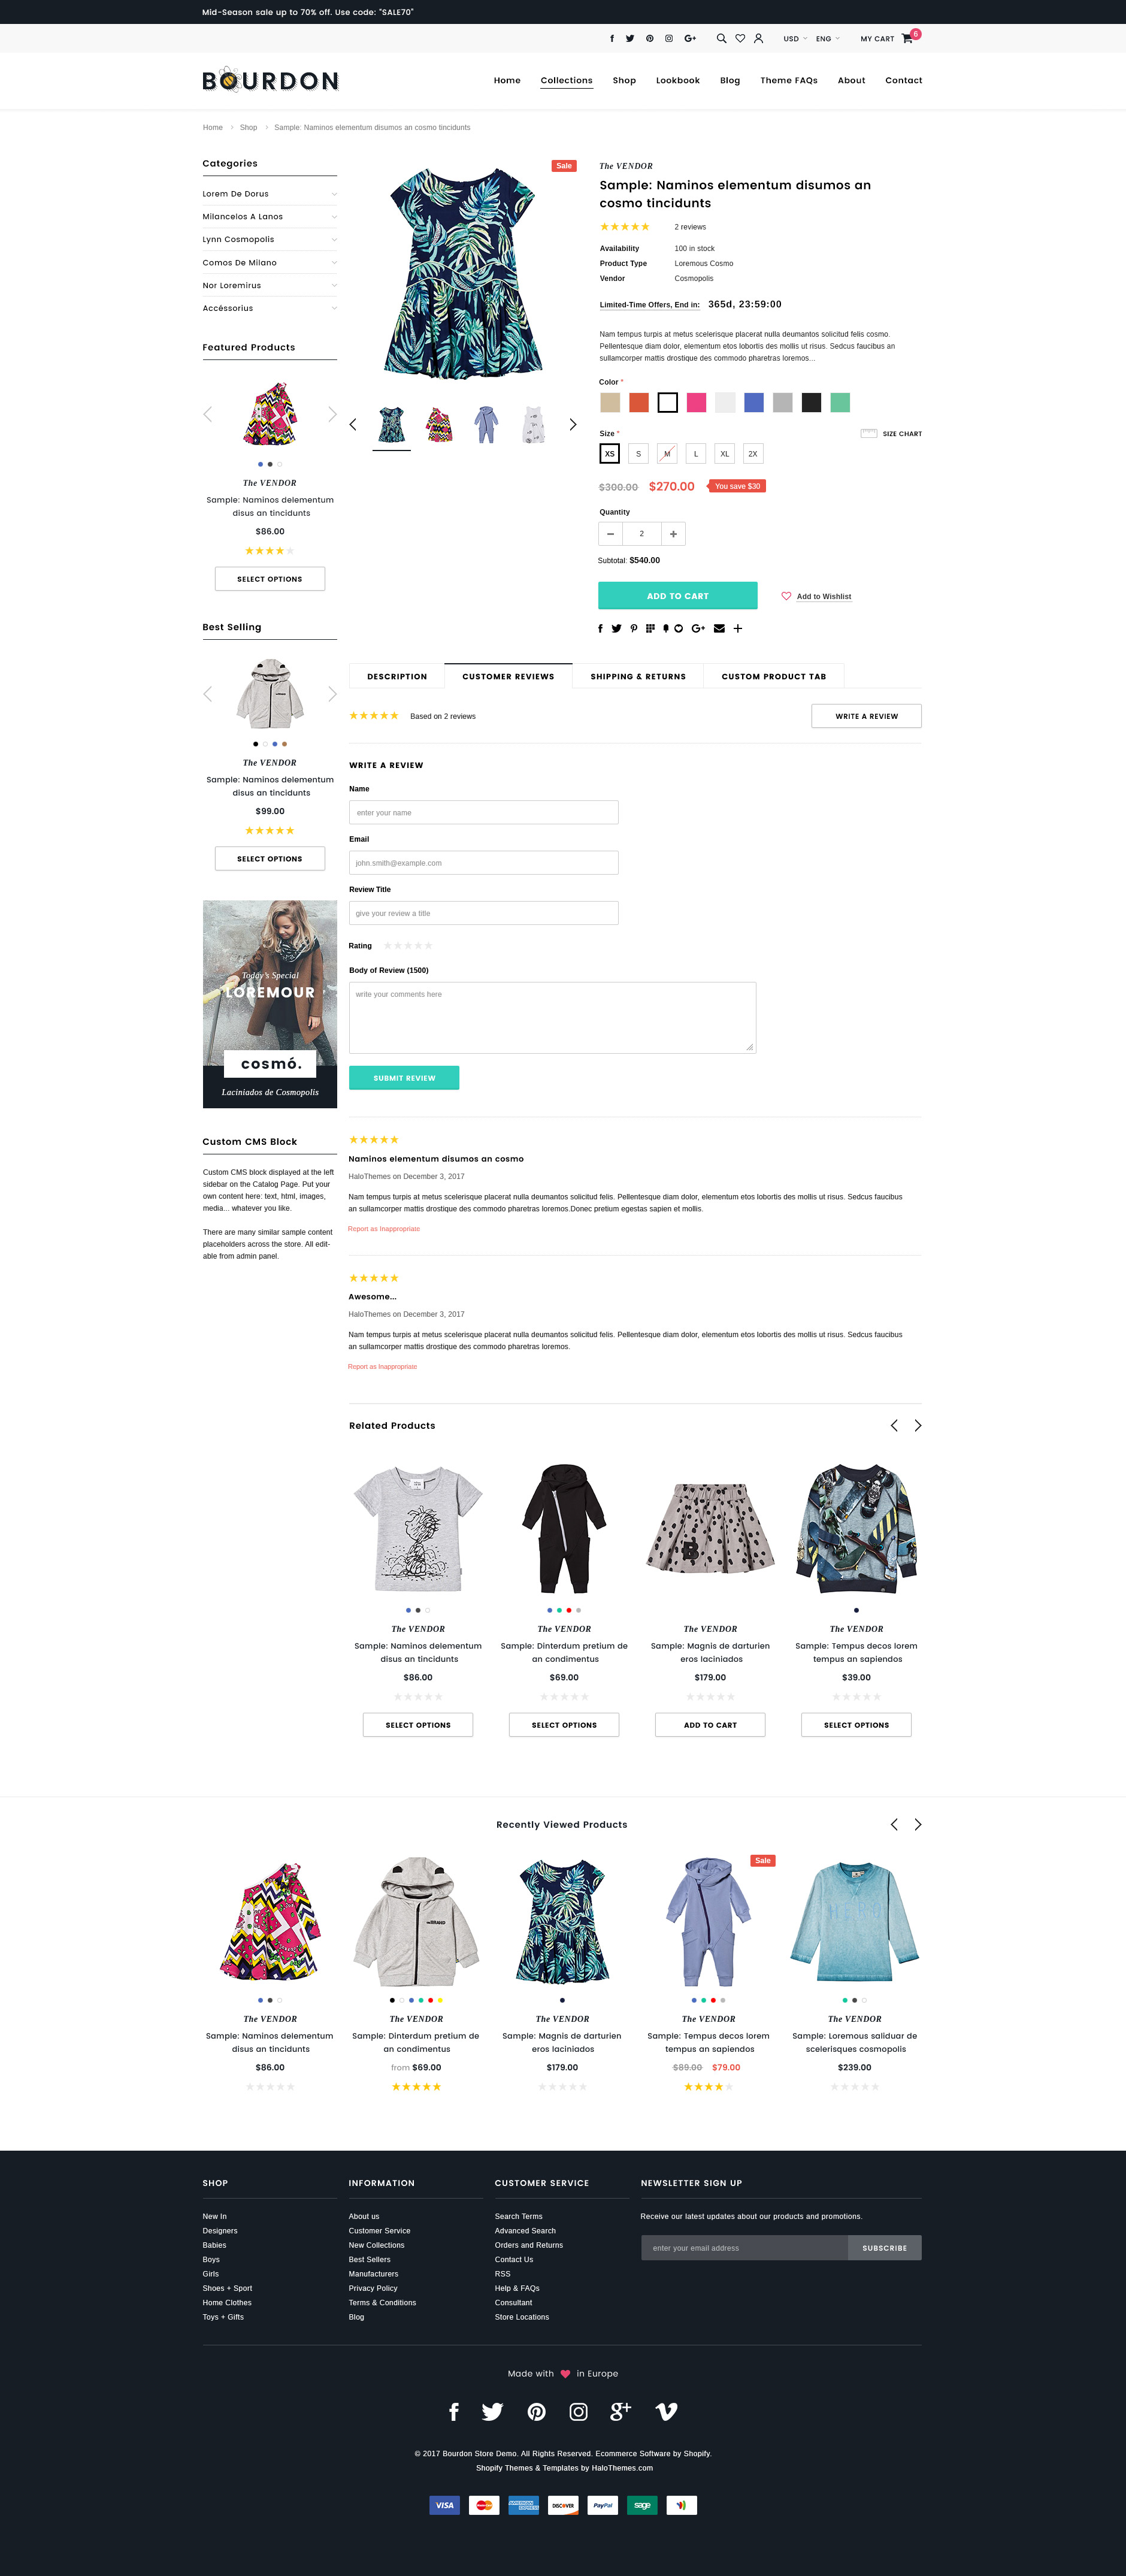 Mid-Season sale up to 70% off. Use code: "SALE70"
USD
ENG
MY CART
6
BOURDON
Home
Collections
Shop
Lookbook
Blog
Theme FAQs
About
Contact
Home
Shop
Sample: Naminos elementum disumos an cosmo tincidunts
Categories
Lorem De Dorus
Milancelos A Lanos
Lynn Cosmopolis
Comos De Milano
Nor Loremirus
Accéssorius
Featured Products
The VENDOR
Sample: Naminos delementum
disus an tincidunts
$86.00
SELECT OPTIONS
Best Selling
The VENDOR
Sample: Naminos delementum
disus an tincidunts
$99.00
SELECT OPTIONS
Today's Special
LOREMOUR
cosmó.
Laciniados de Cosmopolis
Custom CMS Block
Custom CMS block displayed at the left
sidebar on the Catalog Page. Put your
own content here: text, html, images,
media... whatever you like.
There are many similar sample content
placeholders across the store. All edit-
able from admin panel.
Sale
The VENDOR
Sample: Naminos elementum disumos an
cosmo tincidunts
2 reviews
Availability
100 in stock
Product Type
Loremous Cosmo
Vendor
Cosmopolis
Limited-Time Offers, End in:
365d, 23:59:00
Nam tempus turpis at metus scelerisque placerat nulla deumantos solicitud felis cosmo.
Pellentesque diam dolor, elementum etos lobortis des mollis ut risus. Sedcus faucibus an
sullamcorper mattis drostique des commodo pharetras loremos...
Color *
Size *
SIZE CHART
XS
S
M
L
XL
2X
$300.00
$270.00
You save $30
Quantity
2
Subtotal: $540.00
ADD TO CART
Add to Wishlist
DESCRIPTION
CUSTOMER REVIEWS
SHIPPING & RETURNS
CUSTOM PRODUCT TAB
Based on 2 reviews
WRITE A REVIEW
WRITE A REVIEW
Name
enter your name
Email
john.smith@example.com
Review Title
give your review a title
Rating
Body of Review (1500)
write your comments here
SUBMIT REVIEW
Naminos elementum disumos an cosmo
HaloThemes on December 3, 2017
Nam tempus turpis at metus scelerisque placerat nulla deumantos solicitud felis. Pellentesque diam dolor, elementum etos lobortis des mollis ut risus. Sedcus faucibus
an sullamcorper mattis drostique des commodo pharetras loremos.Donec pretium egestas sapien et mollis.
Report as Inappropriate
Awesome...
HaloThemes on December 3, 2017
Nam tempus turpis at metus scelerisque placerat nulla deumantos solicitud felis. Pellentesque diam dolor, elementum etos lobortis des mollis ut risus. Sedcus faucibus
an sullamcorper mattis drostique des commodo pharetras loremos.
Report as Inappropriate
Related Products
The VENDOR
Sample: Naminos delementum
disus an tincidunts
$86.00
SELECT OPTIONS
The VENDOR
Sample: Dinterdum pretium de
an condimentus
$69.00
SELECT OPTIONS
B
The VENDOR
Sample: Magnis de darturien
eros laciniados
$179.00
ADD TO CART
The VENDOR
Sample: Tempus decos lorem
tempus an sapiendos
$39.00
SELECT OPTIONS
Recently Viewed Products
The VENDOR
Sample: Naminos delementum
disus an tincidunts
$86.00
The VENDOR
Sample: Dinterdum pretium de
an condimentus
from $69.00
The VENDOR
Sample: Magnis de darturien
eros laciniados
$179.00
Sale
The VENDOR
Sample: Tempus decos lorem
tempus an sapiendos
$89.00
$79.00
HERO
The VENDOR
Sample: Loremous saliduar de
scelerisques cosmopolis
$239.00
SHOP
New In
Designers
Babies
Boys
Girls
Shoes + Sport
Home Clothes
Toys + Gifts
INFORMATION
About us
Customer Service
New Collections
Best Sellers
Manufacturers
Privacy Policy
Terms & Conditions
Blog
CUSTOMER SERVICE
Search Terms
Advanced Search
Orders and Returns
Contact Us
RSS
Help & FAQs
Consultant
Store Locations
NEWSLETTER SIGN UP
Receive our latest updates about our products and promotions.
enter your email address
SUBSCRIBE
Made with
in Europe
© 2017 Bourdon Store Demo. All Rights Reserved. Ecommerce Software by Shopify.
Shopify Themes & Templates by HaloThemes.com
VISA
MasterCard
AMERICAN EXPRESS
DISCOVER
PayPal
sage